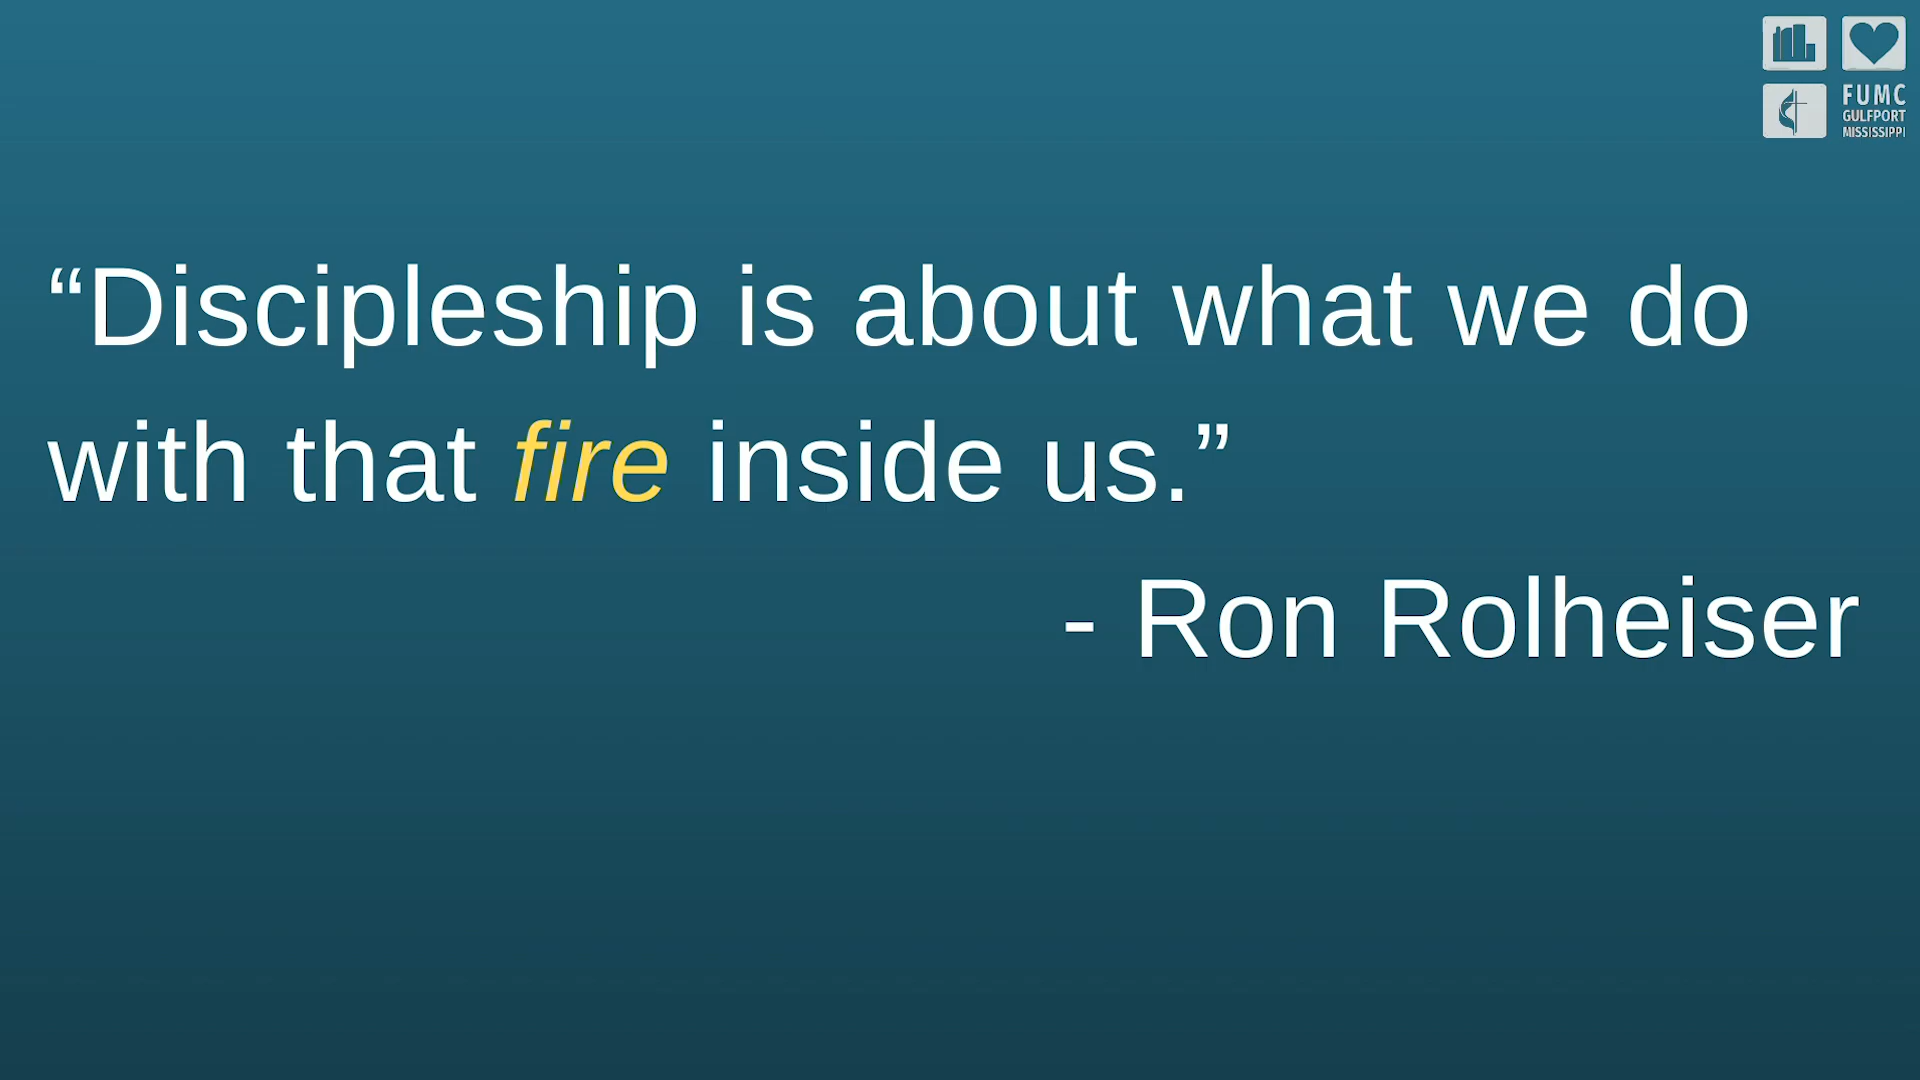 FUMC
GULFPORT
MISSISSIPPI
“Discipleship is about what we do
with that fire inside us.”
- Ron Rolheiser